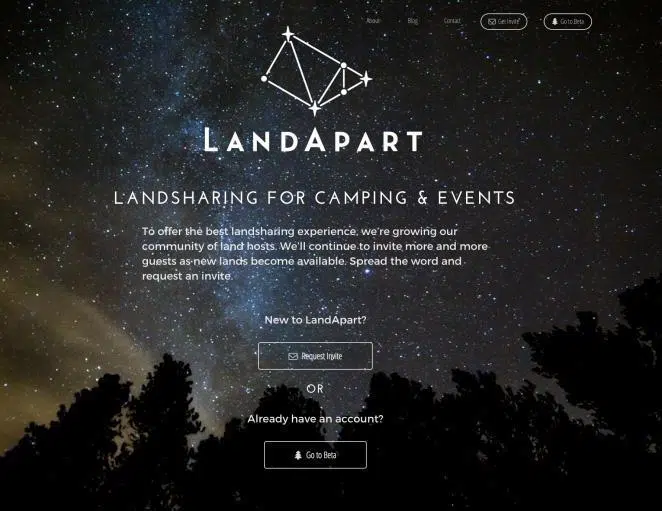 About Blog Contact Get Invite Go to Beta
LANDAPART
LANDSHARING FOR CAMPING & EVENTS
To offer the best landsharing experience, we're growing our
community of land hosts. We'll continue to invite more and more
guests as new lands become available. Spread the word and
request an invite.
New to LandApart?
Request Invite
OR
Already have an account?
Go to Beta